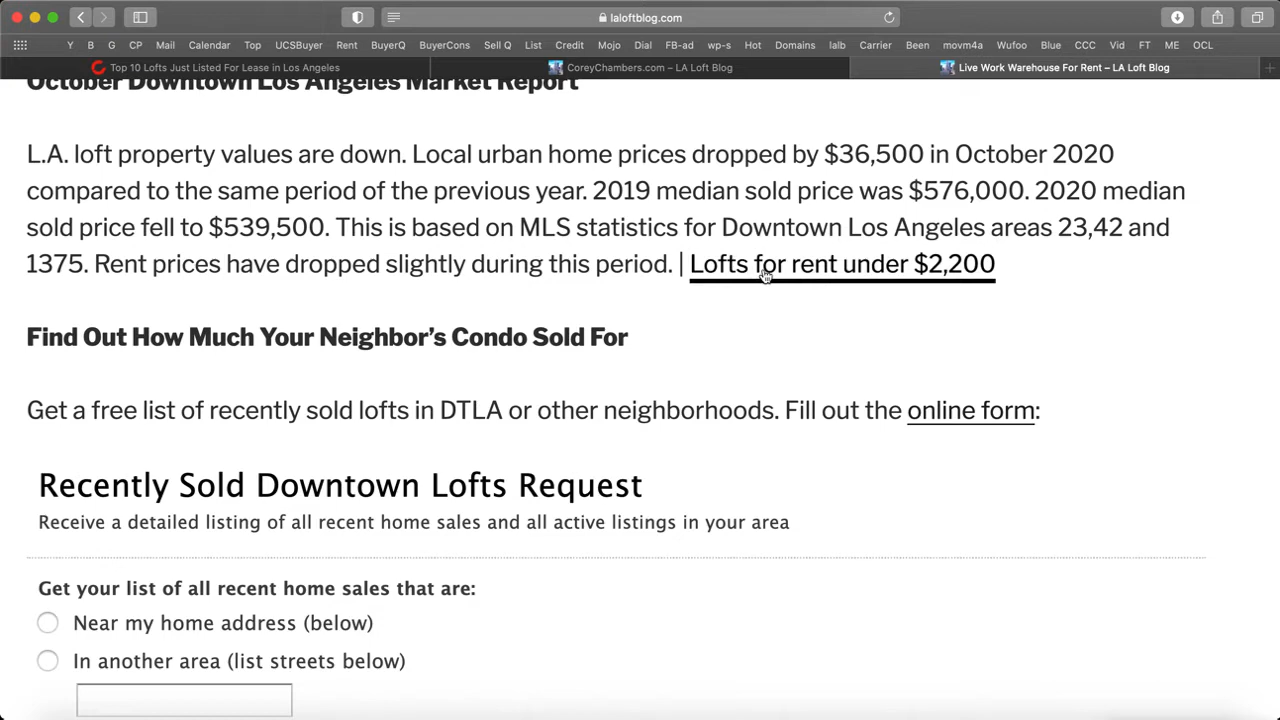 laloftblog.com
Y B G CP Mail Calendar Top UCSBuyer Rent BuyerQ BuyerCons Sell Q List Credit Mojo Dial FB-ad wp-s Hot Domains lalb Carrier Been movm4a Wufoo Blue CCC Vid FT ME OCL
Top 10 Lofts Just Listed For Lease in Los Angeles CoreyChambers.com – LA Loft Blog Live Work Warehouse For Rent – LA Loft Blog
October Downtown Los Angeles Market Report
L.A. loft property values are down. Local urban home prices dropped by $36,500 in October 2020
compared to the same period of the previous year. 2019 median sold price was $576,000. 2020 median
sold price fell to $539,500. This is based on MLS statistics for Downtown Los Angeles areas 23,42 and
1375. Rent prices have dropped slightly during this period. | Lofts for rent under $2,200
Find Out How Much Your Neighbor’s Condo Sold For
Get a free list of recently sold lofts in DTLA or other neighborhoods. Fill out the online form:
Recently Sold Downtown Lofts Request
Receive a detailed listing of all recent home sales and all active listings in your area
Get your list of all recent home sales that are:
Near my home address (below)
In another area (list streets below)